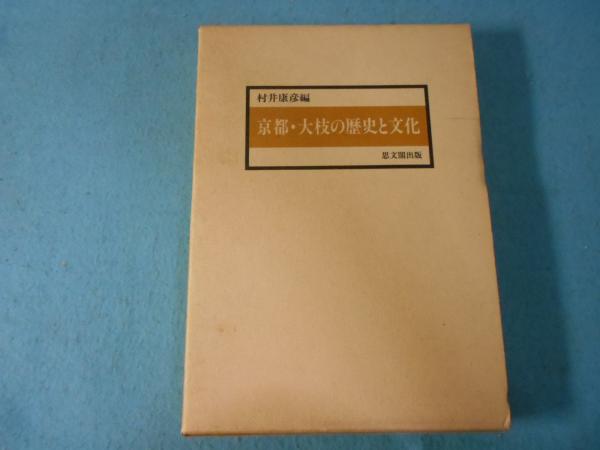 村井康彦編
京都・大枝の歴史と文化
思文閣出版